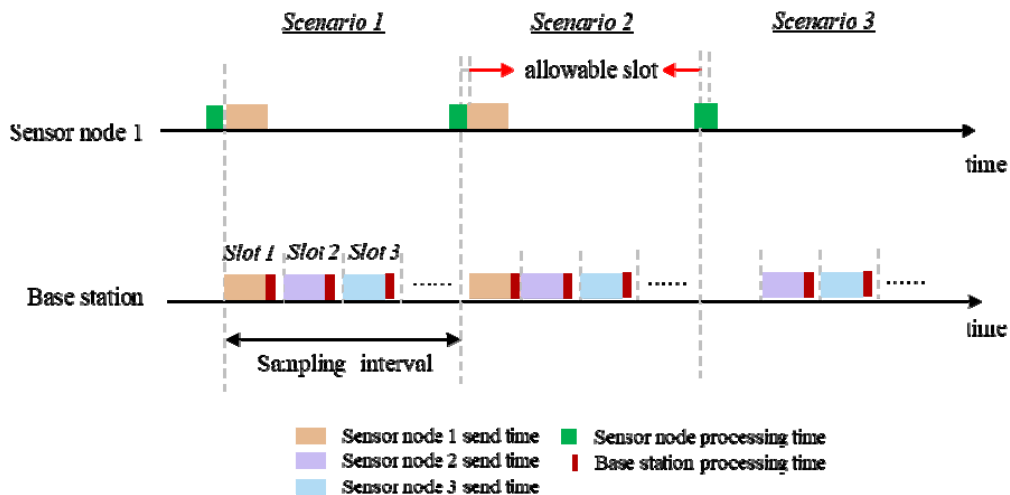 Scenario 1 Scenario 2 Scenario 3
allowable slot
Sensor node 1
time
Slot 1 Slot 2 Slot 3
........ ........ ........
Base station
time
Sampling interval
Sensor node 1 send time Sensor node processing time
Sensor node 2 send time Base station processing time
Sensor node 3 send time